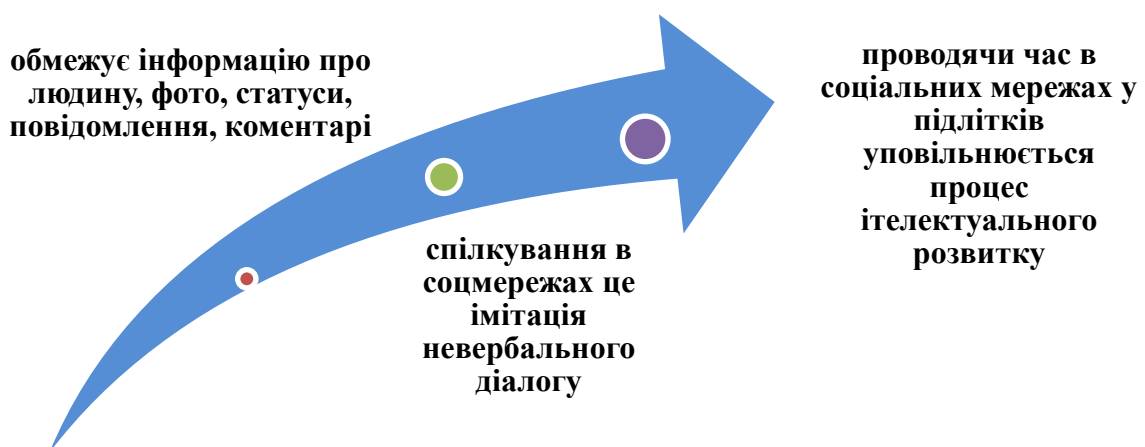 обмежує інформацію про
людину, фото, статуси,
повідомлення, коментарі
спілкування в
соцмережах це
імітація
невербального
діалогу
проводячи час в
соціальних мережах у
підлітків
уповільнюється
процес
ітелектуального
розвитку